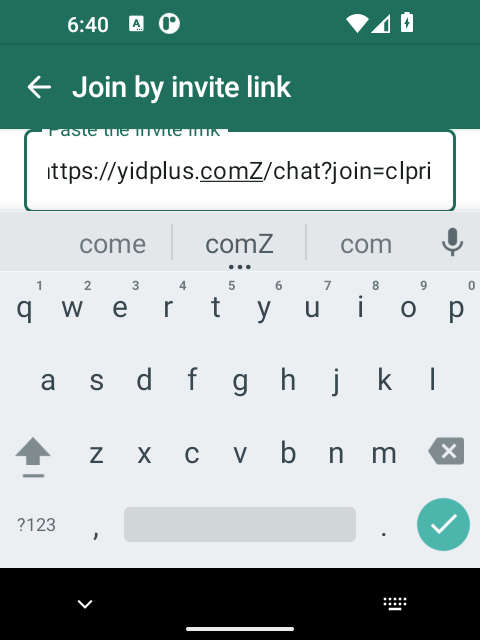 6:40
Join by invite link
Paste the invite link
ttps://yidplus.comZ/chat?join=clpri
come comZ com
1 2 3 4 5 6 7 8 9 0
q w e r t y u i o p
a s d f g h j k l
z x c v b n m
?123 , .